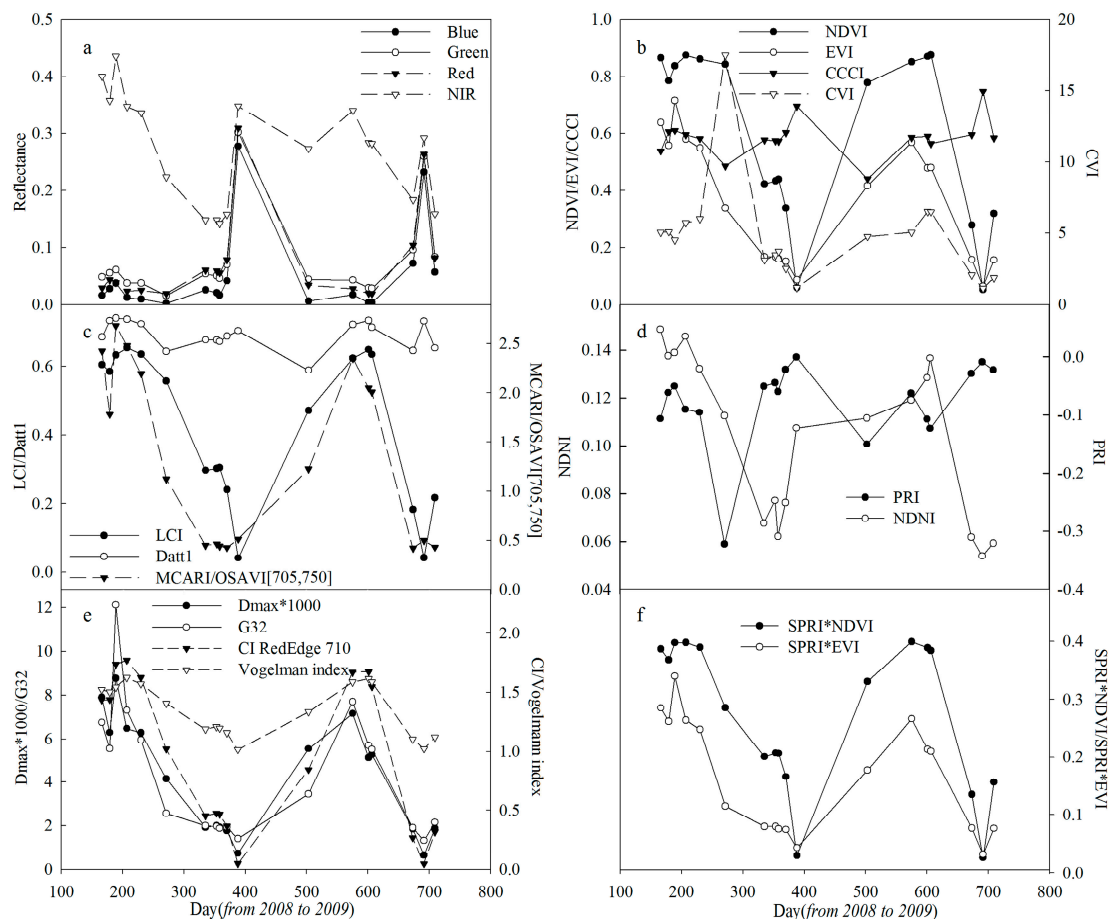 a
Blue
Green
Red
NIR
0.5
0.4
0.3
0.2
0.1
0.0
Reflectance
b
NDVI
EVI
CCCI
CVI
1.0
0.8
0.6
0.4
0.2
0.0
NDVI/EVI/CCCI
20
15
10
5
0
CVI
c
0.6
0.4
0.2
0.0
LCI/Datt1
LCI
Datt1
MCARI/OSAVI[705,750]
2.5
2.0
1.5
1.0
0.5
0.0
MCARI/OSAVI[705,750]
d
0.14
0.12
0.10
0.08
0.06
0.04
NDNI
PRI
NDNI
0.0
-0.1
-0.2
-0.3
-0.4
PRI
e
Dmax*1000
G32
CI RedEdge 710
Vogelman index
12
10
8
6
4
2
0
Dmax*1000/G32
2.0
1.5
1.0
0.5
0.0
CI/Vogelmann index
100 200 300 400 500 600 700 800
Day(from 2008 to 2009)
f
SPRI*NDVI
SPRI*EVI
0.4
0.3
0.2
0.1
0.0
SPRI*NDVI/SPRI*EVI
100 200 300 400 500 600 700 800
Day(from 2008 to 2009)